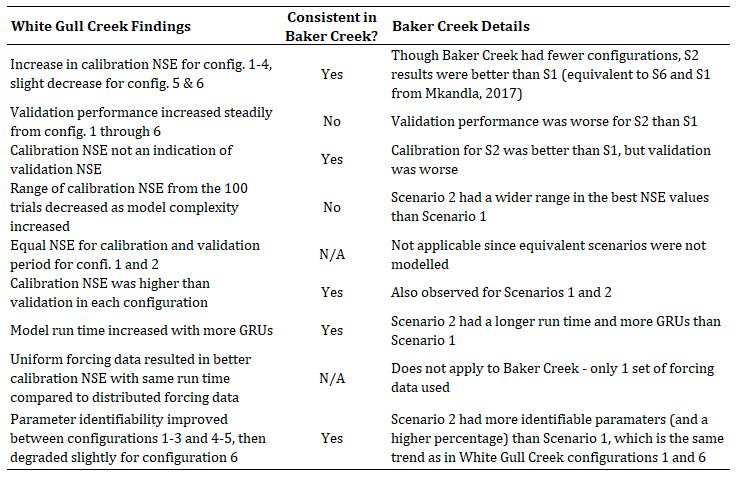 White Gull Creek Findings
Consistent in
Baker Creek?
Baker Creek Details
Increase in calibration NSE for config. 1-4,
slight decrease for config. 5 & 6
Yes
Though Baker Creek had fewer configurations, S2
results were better than S1 (equivalent to S6 and S1
from Mkandla, 2017)
Validation performance increased steadily
from config. 1 through 6
No
Validation performance was worse for S2 than S1
Calibration NSE not an indication of
validation NSE
Yes
Calibration for S2 was better than S1, but validation
was worse
Range of calibration NSE from the 100
trials decreased as model complexity
increased
No
Scenario 2 had a wider range in the best NSE values
than Scenario 1
Equal NSE for calibration and validation
period for confi. 1 and 2
N/A
Not applicable since equivalent scenarios were not
modelled
Calibration NSE was higher than
validation in each configuration
Yes
Also observed for Scenarios 1 and 2
Model run time increased with more GRUs
Yes
Scenario 2 had a longer run time and more GRUs than
Scenario 1
Uniform forcing data resulted in better
calibration NSE with same run time
compared to distributed forcing data
N/A
Does not apply to Baker Creek - only 1 set of forcing
data used
Parameter identifiability improved
between configurations 1-3 and 4-5, then
degraded slightly for configuration 6
Yes
Scenario 2 had more identifiable paramaters (and a
higher percentage) than Scenario 1, which is the same
trend as in White Gull Creek configurations 1 and 6